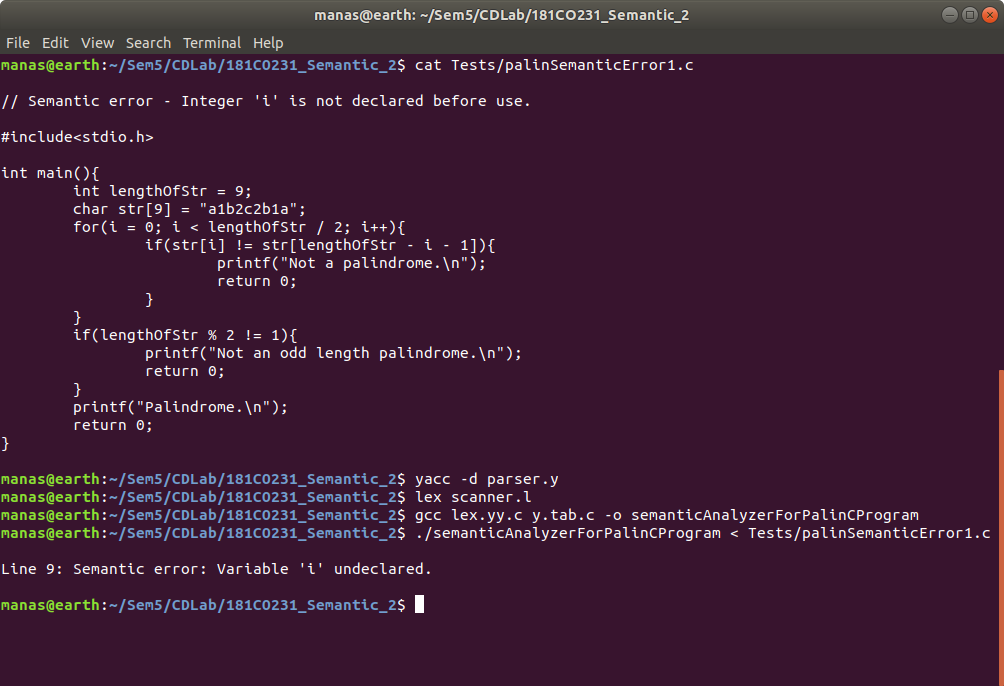 manas@earth: ~/Sem5/CDLab/181CO231_Semantic_2
File Edit View Search Terminal Help
manas@earth:~/Sem5/CDLab/181CO231_Semantic_2$ cat Tests/palinSemanticError1.c
// Semantic error - Integer 'i' is not declared before use.
#include<stdio.h>
int main(){
        int lengthOfStr = 9;
        char str[9] = "a1b2c2b1a";
        for(i = 0; i < lengthOfStr / 2; i++){
                if(str[i] != str[lengthOfStr - i - 1]){
                        printf("Not a palindrome.\n");
                        return 0;
                }
        }
        if(lengthOfStr % 2 != 1){
                printf("Not an odd length palindrome.\n");
                return 0;
        }
        printf("Palindrome.\n");
        return 0;
}
manas@earth:~/Sem5/CDLab/181CO231_Semantic_2$ yacc -d parser.y
manas@earth:~/Sem5/CDLab/181CO231_Semantic_2$ lex scanner.l
manas@earth:~/Sem5/CDLab/181CO231_Semantic_2$ gcc lex.yy.c y.tab.c -o semanticAnalyzerForPalinCProgram
manas@earth:~/Sem5/CDLab/181CO231_Semantic_2$ ./semanticAnalyzerForPalinCProgram < Tests/palinSemanticError1.c
Line 9: Semantic error: Variable 'i' undeclared.
manas@earth:~/Sem5/CDLab/181CO231_Semantic_2$